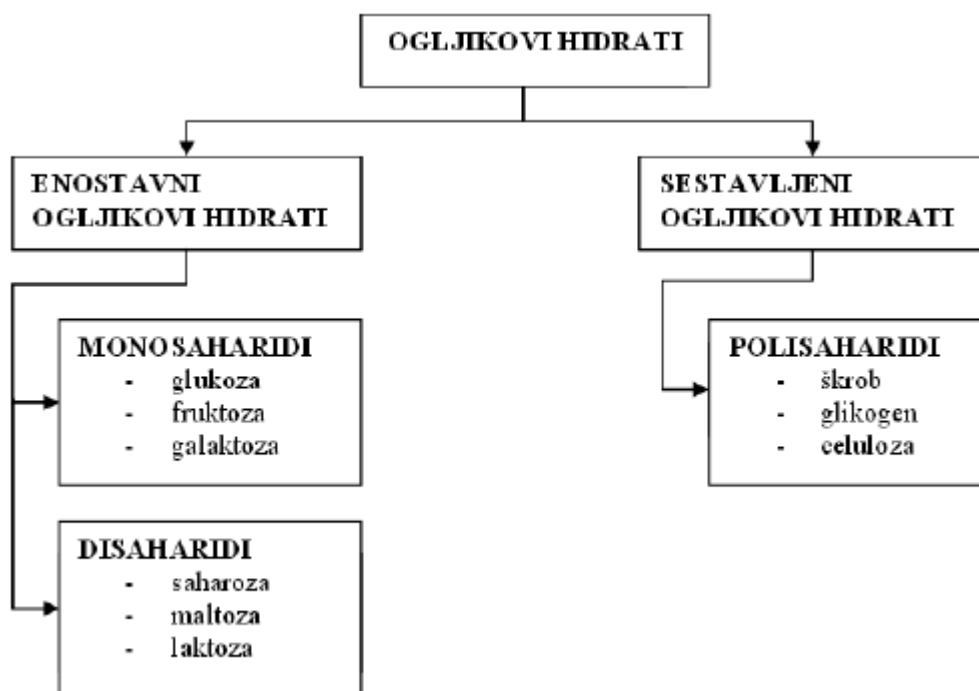 OGLJIKOVI HIDRATI
ENOSTAVNI
OGLJIKOVI HIDRATI
SESTAVLJENI
OGLJIKOVI HIDRATI
MONOSAHARIDI
- glukoza
- fruktoza
- galaktoza
POLISAHARIDI
- škrob
- glikogen
- celuloza
DISAHARIDI
- saharoza
- maltoza
- laktoza